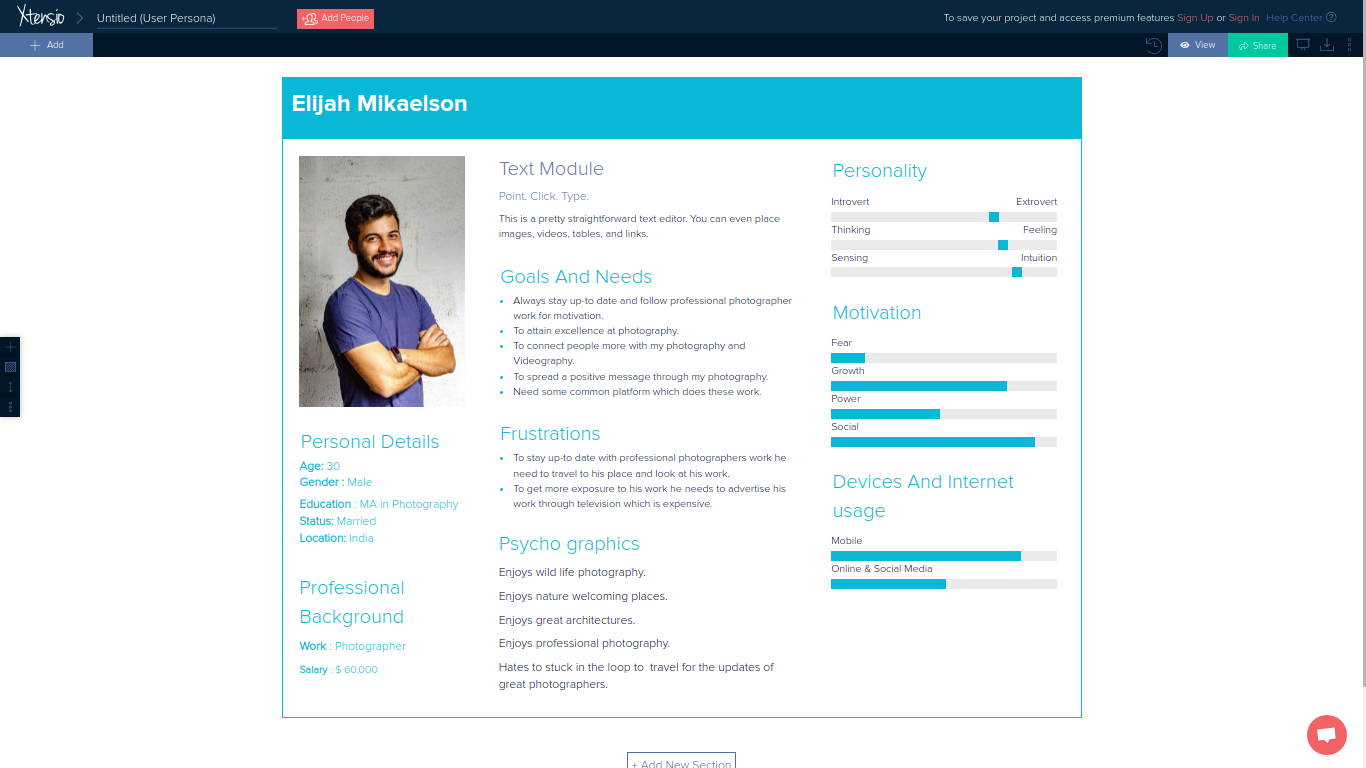 Xtensio
Untitled (User Persona)
Add People
To save your project and access premium features Sign Up or Sign In Help Center
Add
View
Share
Elijah Mikaelson
Personal Details
Age: 30
Gender : Male
Education : MA in Photography
Status: Married
Location: India
Professional
Background
Work : Photographer
Salary : $ 60,000
Text Module
Point. Click. Type.
This is a pretty straightforward text editor. You can even place
images, videos, tables, and links.
Goals And Needs
• Always stay up-to date and follow professional photographer
work for motivation.
• To attain excellence at photography.
• To connect people more with my photography and
Videography.
• To spread a positive message through my photography.
• Need some common platform which does these work.
Frustrations
• To stay up-to date with professional photographers work he
need to travel to his place and look at his work.
• To get more exposure to his work he needs to advertise his
work through television which is expensive.
Psycho graphics
Enjoys wild life photography.
Enjoys nature welcoming places.
Enjoys great architectures.
Enjoys professional photography.
Hates to stuck in the loop to  travel for the updates of
great photographers.
Personality
Introvert Extrovert
Thinking Feeling
Sensing Intuition
Motivation
Fear
Growth
Power
Social
Devices And Internet
usage
Mobile
Online & Social Media
+ Add New Section